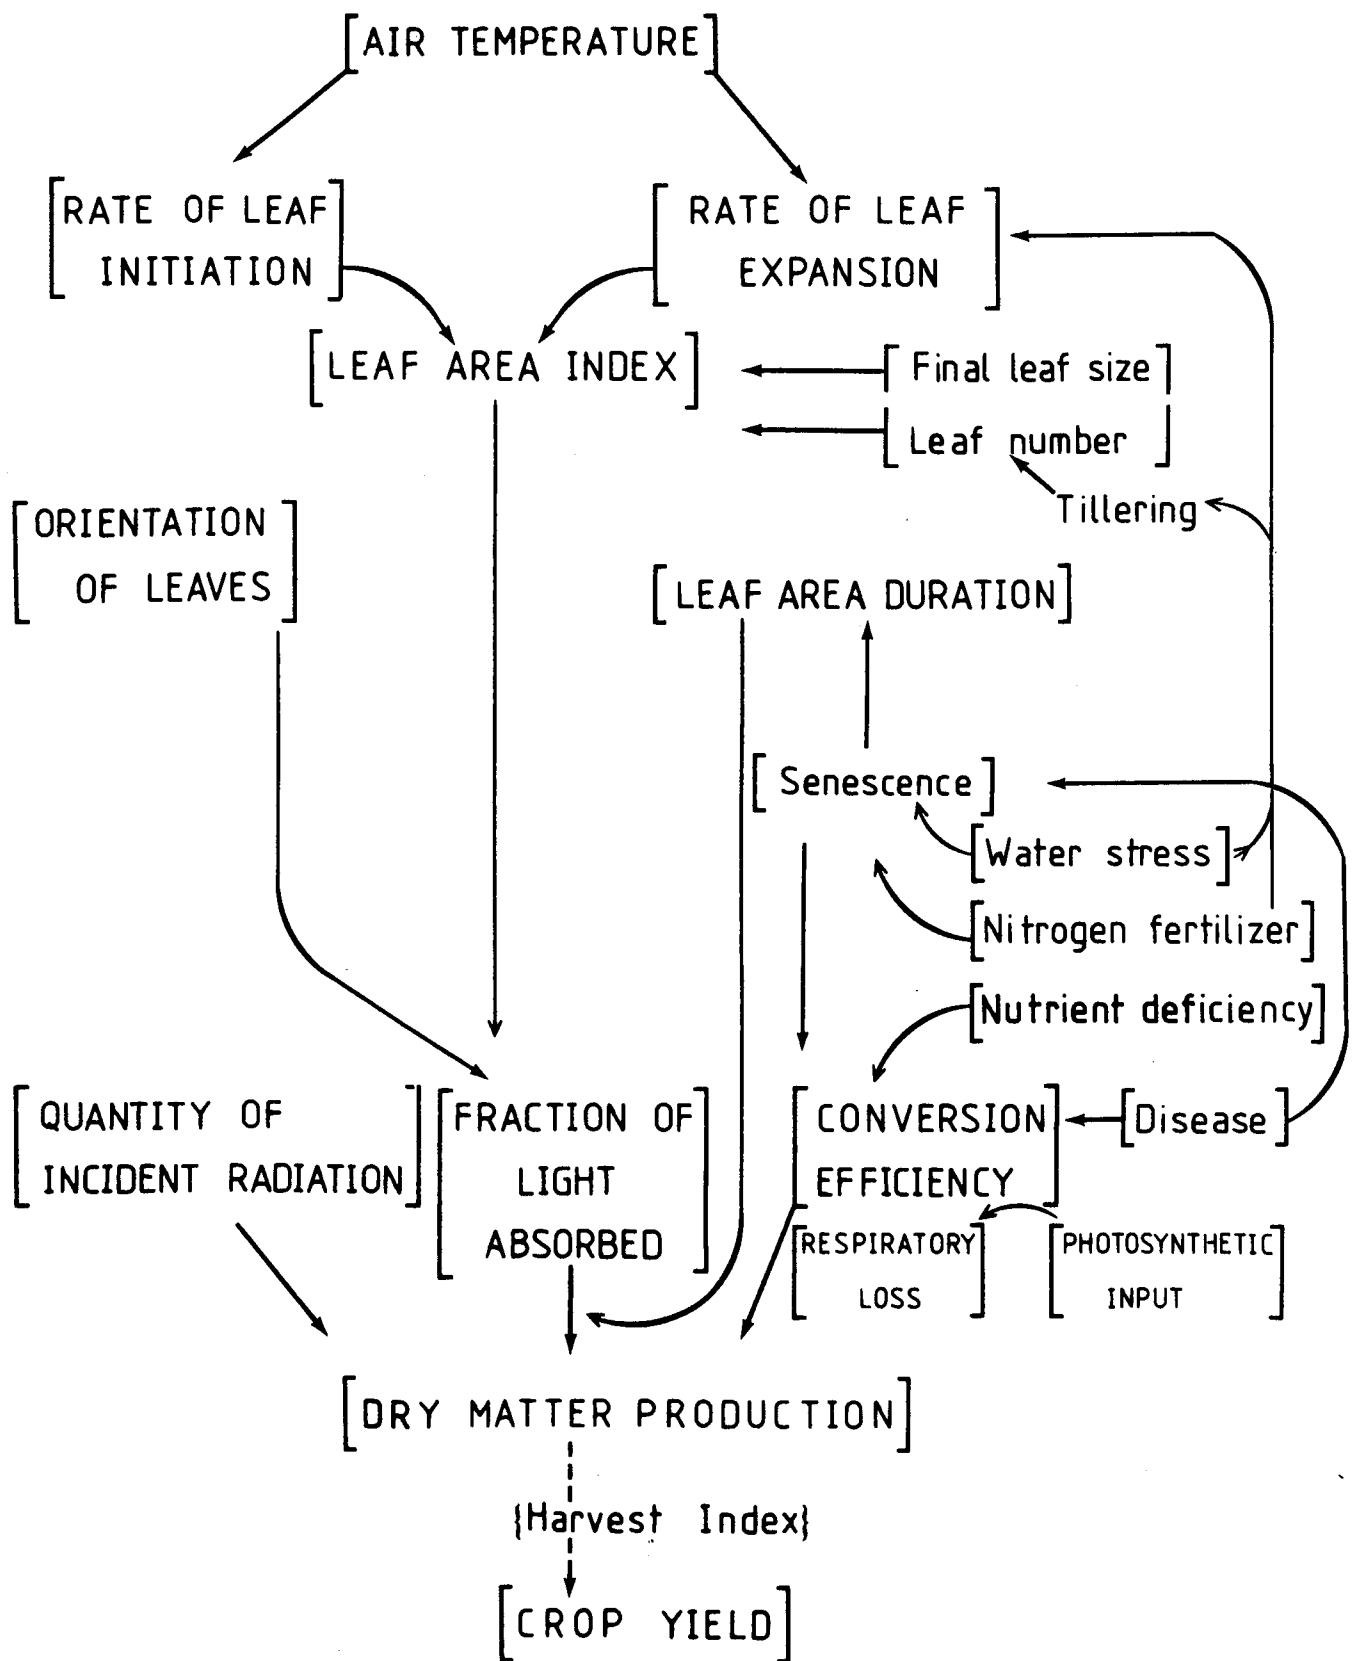 [AIR TEMPERATURE]
[RATE OF LEAF
INITIATION]
[RATE OF LEAF
EXPANSION]
[LEAF AREA INDEX]
[Final leaf size]
[Leaf number]
Tillering
[ORIENTATION
OF LEAVES]
[LEAF AREA DURATION]
[Senescence]
[Water stress]
[Nitrogen fertilizer]
[Nutrient deficiency]
[QUANTITY OF
INCIDENT RADIATION]
[FRACTION OF
LIGHT
ABSORBED]
[CONVERSION
EFFICIENCY]
[Disease]
[RESPIRATORY
LOSS]
[PHOTOSYNTHETIC
INPUT]
[DRY MATTER PRODUCTION]
{Harvest Index}
[CROP YIELD]